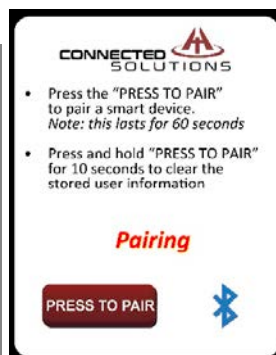 CONNECTED
SOLUTIONS
• Press the “PRESS TO PAIR”
to pair a smart device.
Note: this lasts for 60 seconds
• Press and hold “PRESS TO PAIR”
for 10 seconds to clear the
stored user information
Pairing
PRESS TO PAIR